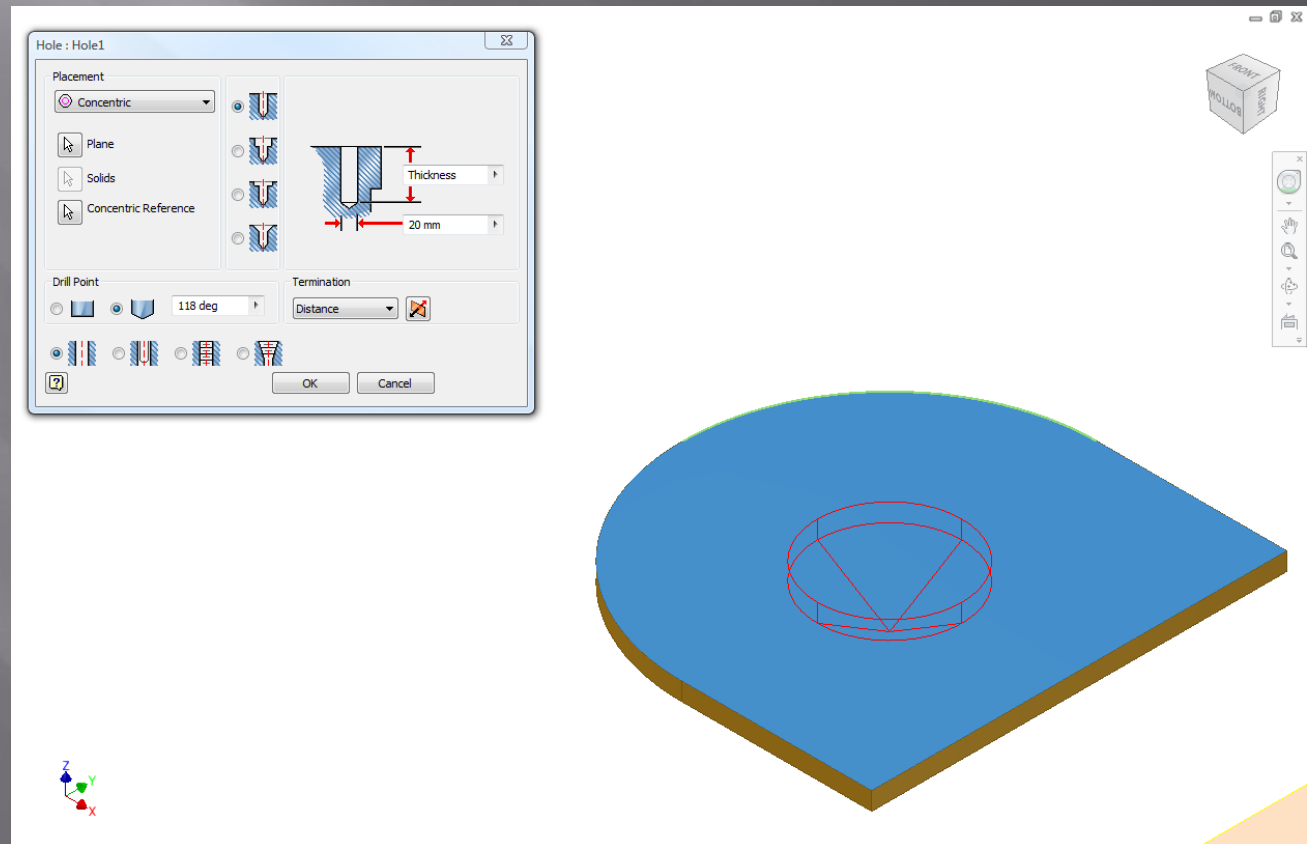 Hole : Hole1
Placement
Concentric
Plane
Solids
Concentric Reference
Thickness
20 mm
Drill Point
118 deg
Termination
Distance
OK
Cancel
FRONT
RIGHT
BOTTOM
Z
Y
X